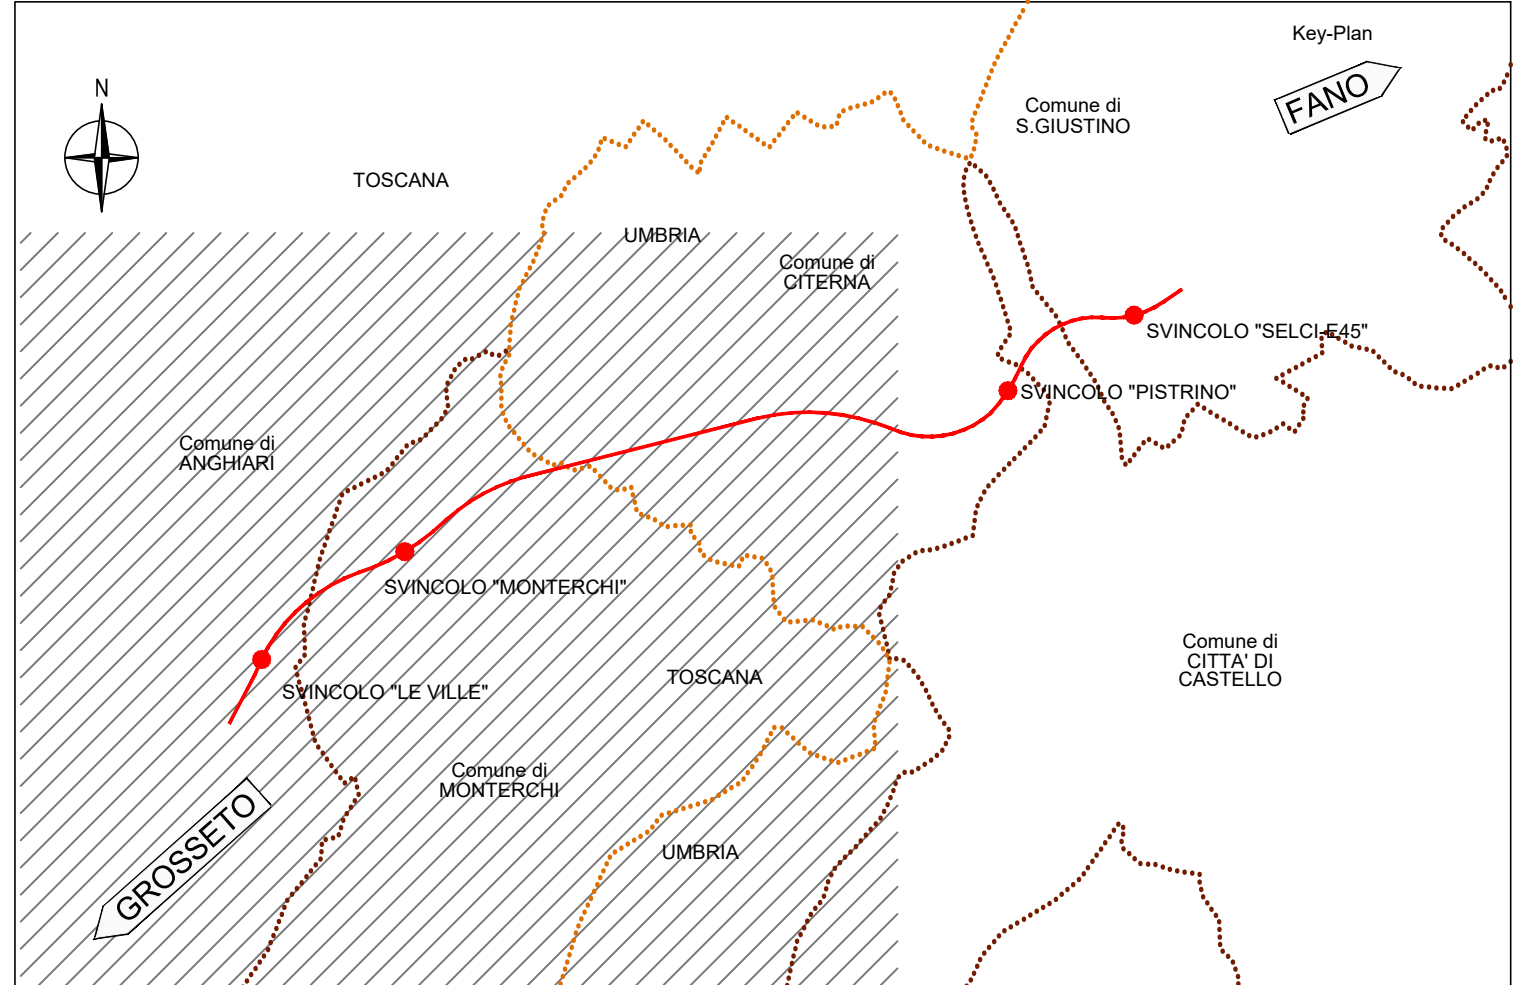 Key-Plan
N
FANO
Comune di
S.GIUSTINO
TOSCANA
UMBRIA
Comune di
CITERNA
SVINCOLO "SELCI-E45"
SVINCOLO "PISTRINO"
Comune di
ANGHIARI
SVINCOLO "MONTERCHI"
Comune di
CITTA' DI
CASTELLO
TOSCANA
SVINCOLO "LE VILLE"
Comune di
MONTERCHI
GROSSETO
UMBRIA